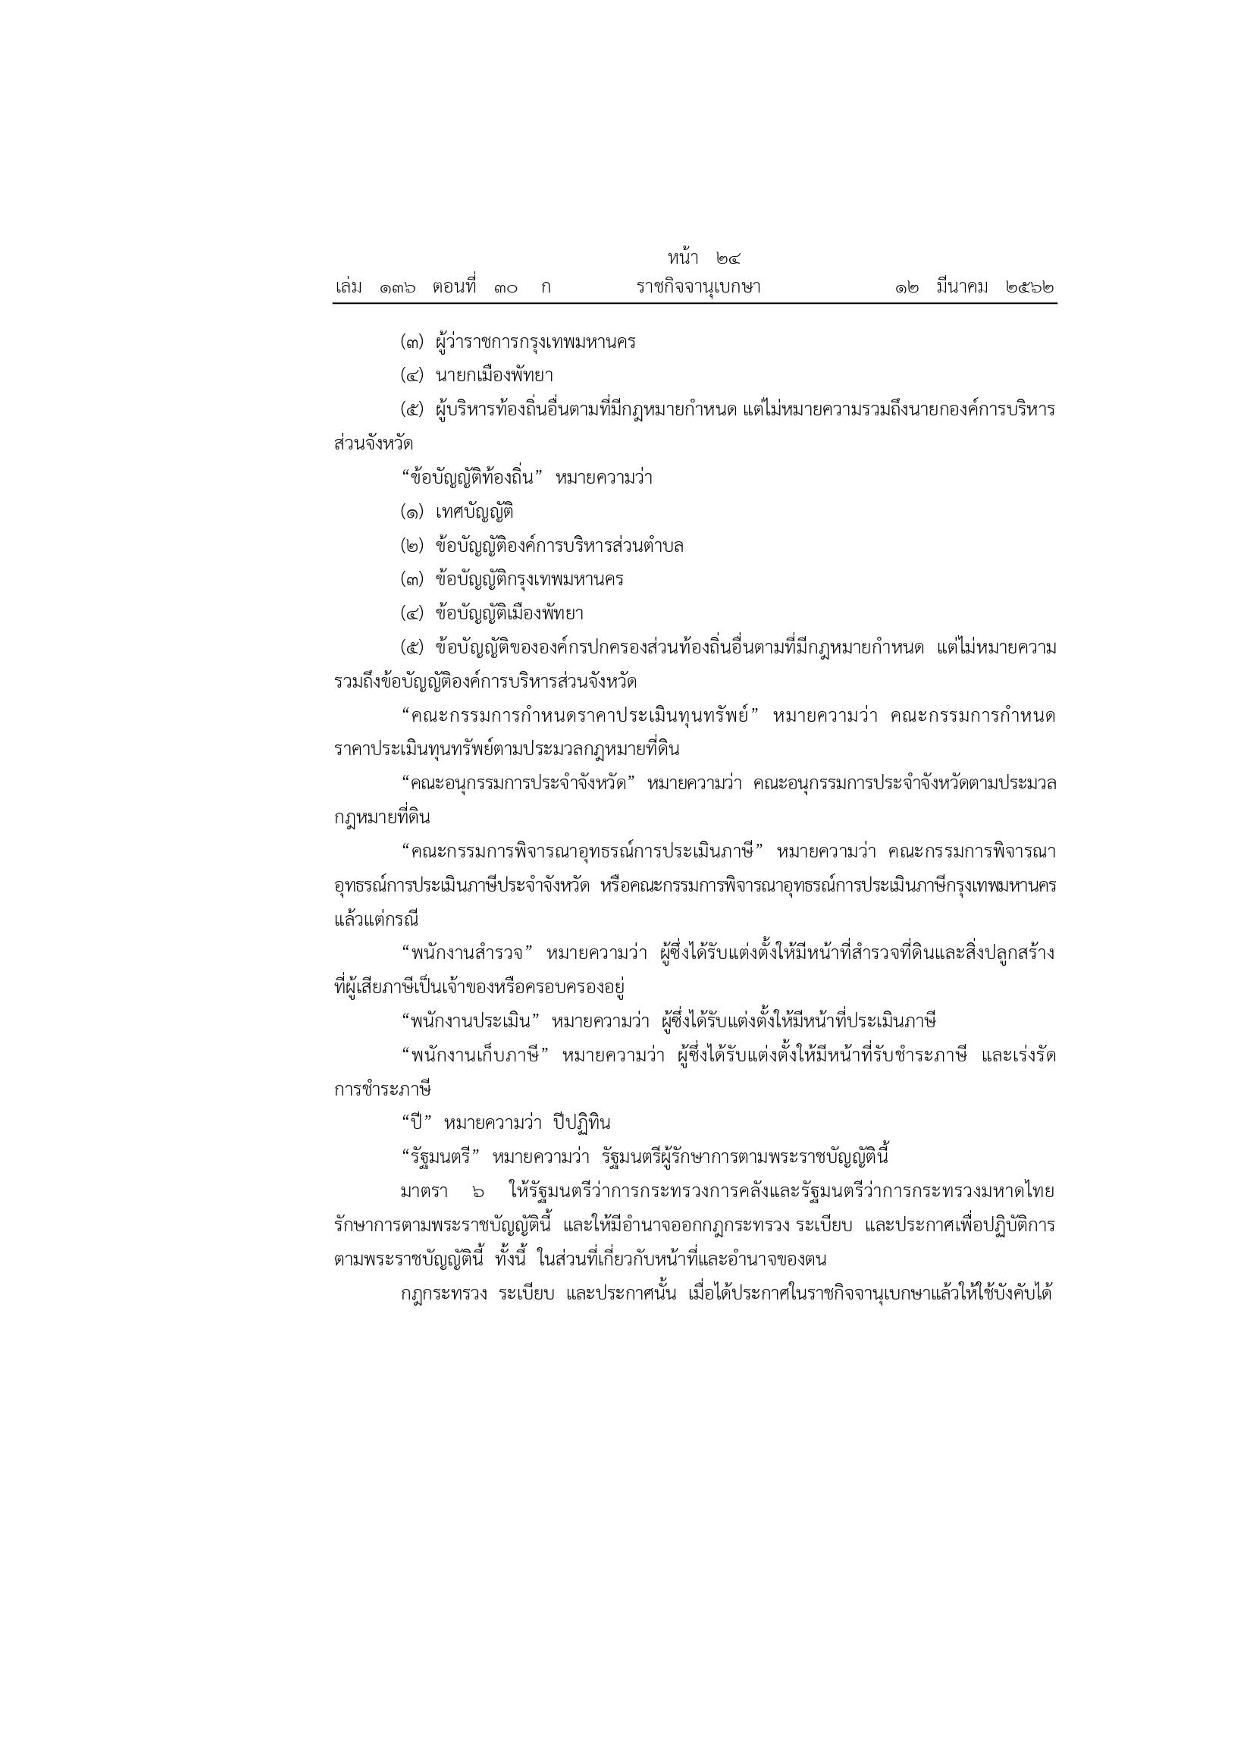 หน้า ๒๔
เล่ม ๑๓๖ ตอนที่ ๓๐ ก ราชกิจจานุเบกษา ๑๒ มีนาคม ๒๕๖๒
(๓) ผู้ว่าราชการกรุงเทพมหานคร
(๔) นายกเมืองพัทยา
(๕) ผู้บริหารท้องถิ่นอื่นตามที่มีกฎหมายกำหนด แต่ไม่หมายความรวมถึงนายกองค์การบริหาร
ส่วนจังหวัด
“ข้อบัญญัติท้องถิ่น” หมายความว่า
(๑) เทศบัญญัติ
(๒) ข้อบัญญัติองค์การบริหารส่วนตำบล
(๓) ข้อบัญญัติกรุงเทพมหานคร
(๔) ข้อบัญญัติเมืองพัทยา
(๕) ข้อบัญญัติขององค์กรปกครองส่วนท้องถิ่นอื่นตามที่มีกฎหมายกำหนด แต่ไม่หมายความ
รวมถึงข้อบัญญัติองค์การบริหารส่วนจังหวัด
“คณะกรรมการกำหนดราคาประเมินทุนทรัพย์” หมายความว่า คณะกรรมการกำหนด
ราคาประเมินทุนทรัพย์ตามประมวลกฎหมายที่ดิน
“คณะอนุกรรมการประจำจังหวัด” หมายความว่า คณะอนุกรรมการประจำจังหวัดตามประมวล
กฎหมายที่ดิน
“คณะกรรมการพิจารณาอุทธรณ์การประเมินภาษี” หมายความว่า คณะกรรมการพิจารณา
อุทธรณ์การประเมินภาษีประจำจังหวัด หรือคณะกรรมการพิจารณาอุทธรณ์การประเมินภาษีกรุงเทพมหานคร
แล้วแต่กรณี
“พนักงานสำรวจ” หมายความว่า ผู้ซึ่งได้รับแต่งตั้งให้มีหน้าที่สำรวจที่ดินและสิ่งปลูกสร้าง
ที่ผู้เสียภาษีเป็นเจ้าของหรือครอบครองอยู่
“พนักงานประเมิน” หมายความว่า ผู้ซึ่งได้รับแต่งตั้งให้มีหน้าที่ประเมินภาษี
“พนักงานเก็บภาษี” หมายความว่า ผู้ซึ่งได้รับแต่งตั้งให้มีหน้าที่รับชำระภาษี และเร่งรัด
การชำระภาษี
“ปี” หมายความว่า ปีปฏิทิน
“รัฐมนตรี” หมายความว่า รัฐมนตรีผู้รักษาการตามพระราชบัญญัตินี้
มาตรา ๖ ให้รัฐมนตรีว่าการกระทรวงการคลังและรัฐมนตรีว่าการกระทรวงมหาดไทย
รักษาการตามพระราชบัญญัตินี้ และให้มีอำนาจออกกฎกระทรวง ระเบียบ และประกาศเพื่อปฏิบัติการ
ตามพระราชบัญญัตินี้ ทั้งนี้ ในส่วนที่เกี่ยวกับหน้าที่และอำนาจของตน
กฎกระทรวง ระเบียบ และประกาศนั้น เมื่อได้ประกาศในราชกิจจานุเบกษาแล้วให้ใช้บังคับได้